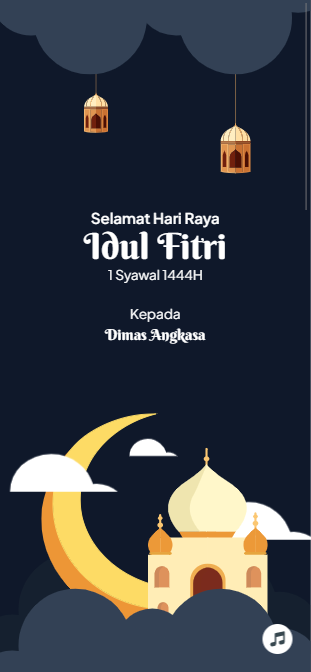 Selamat Hari Raya
Idul Fitri
1 Syawal 1444H
Kepada
Dimas Angkasa